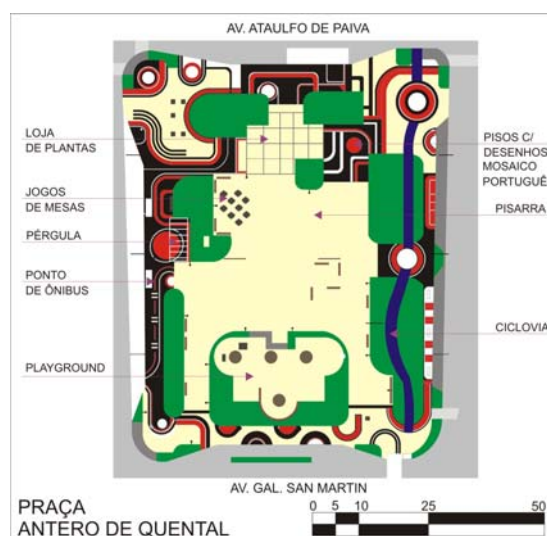 AV. ATAULFO DE PAIVA
LOJA
DE PLANTAS
JOGOS
DE MESAS
PÉRGULA
PONTO
DE ÔNIBUS
PLAYGROUND
PISOS C/
DESENHOS
MOSAICO
PORTUGUÊ
PISARRA
CICLOVIA
AV. GAL. SAN MARTIN
PRAÇA
ANTERO DE QUENTAL
0 5 10 25 50